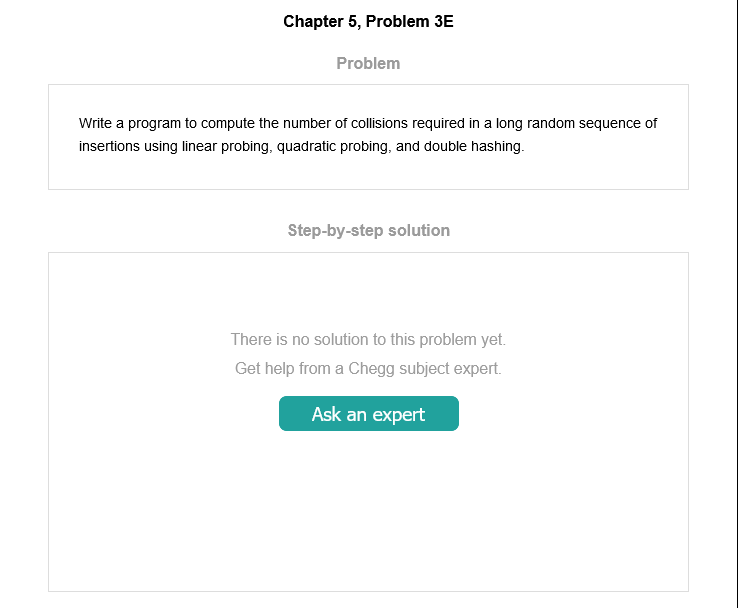 Chapter 5, Problem 3E
Problem
Write a program to compute the number of collisions required in a long random sequence of
insertions using linear probing, quadratic probing, and double hashing.
Step-by-step solution
There is no solution to this problem yet.
Get help from a Chegg subject expert.
Ask an expert